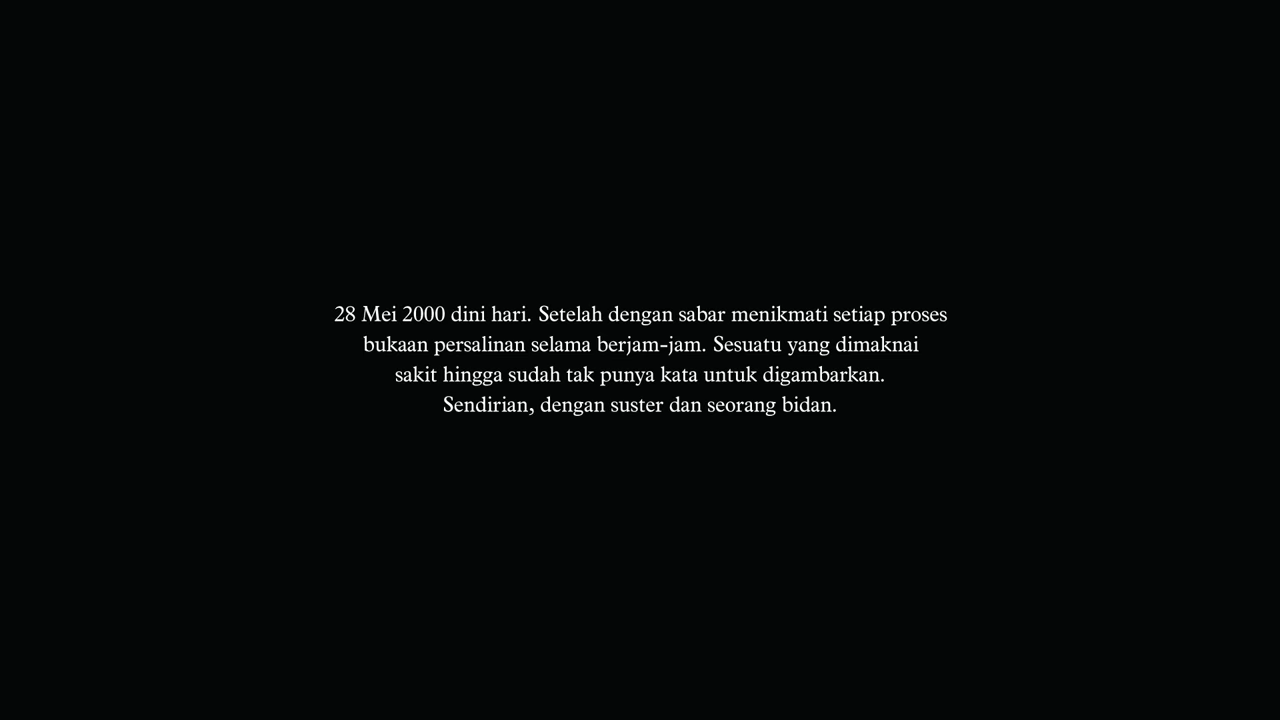 28 Mei 2000 dini hari. Setelah dengan sabar menikmati setiap proses
bukaan persalinan selama berjam-jam. Sesuatu yang dimaknai
sakit hingga sudah tak punya kata untuk digambarkan.
Sendirian, dengan suster dan seorang bidan.